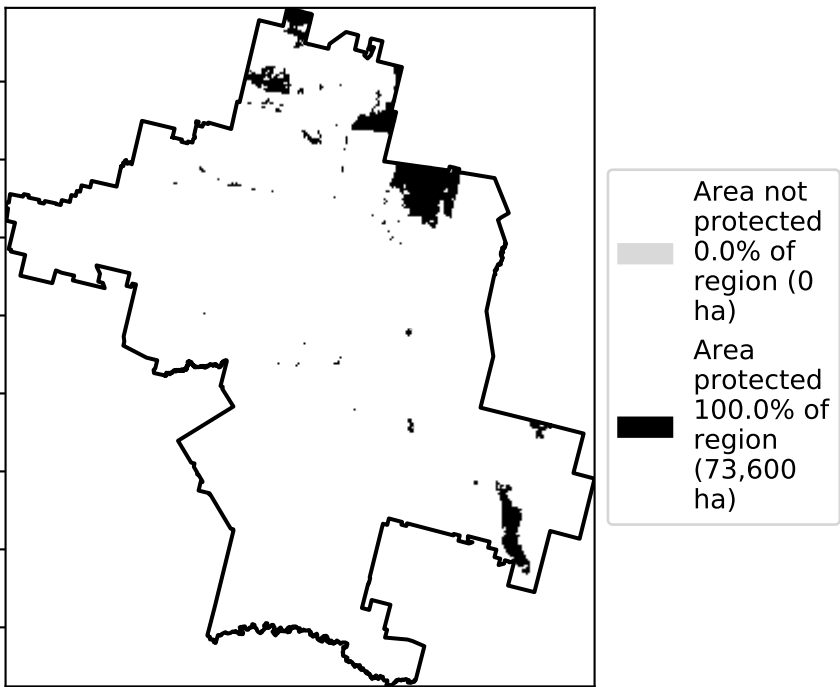 Area not
protected
0.0% of
region (0
ha)
Area
protected
100.0% of
region
(73,600
ha)